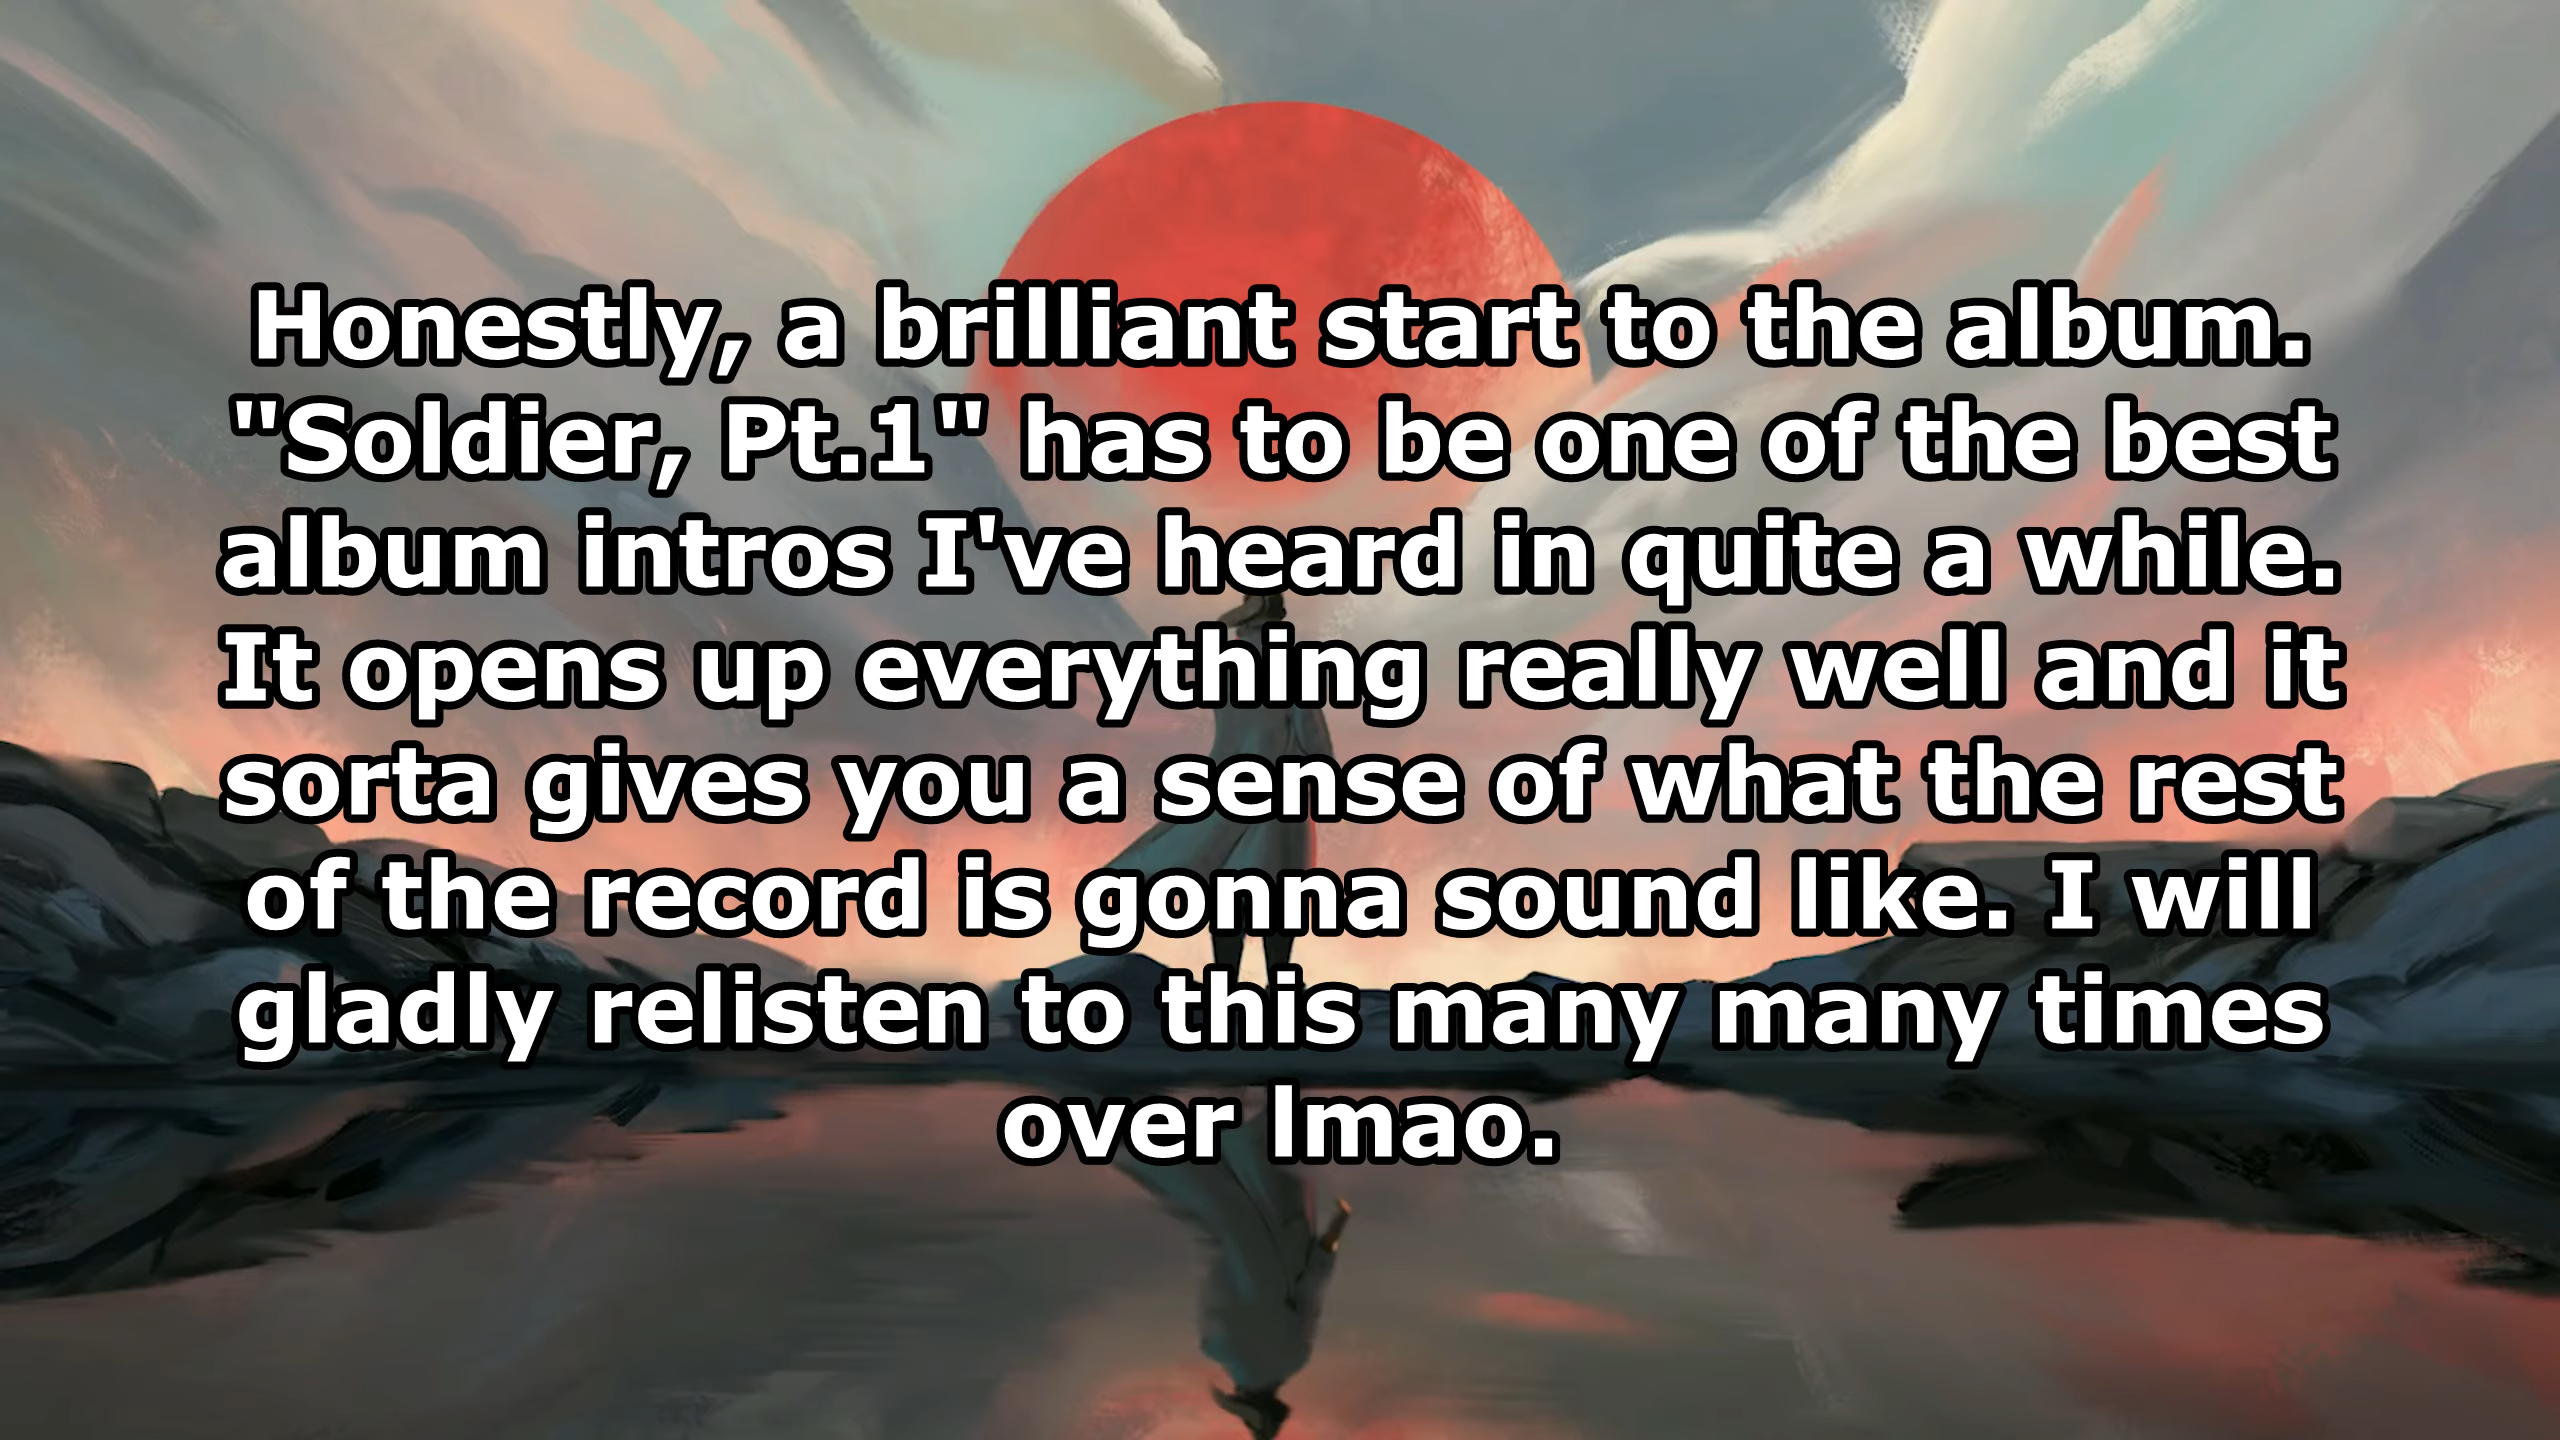 Honestly, a brilliant start to the album.
"Soldier, Pt.1" has to be one of the best
album intros I've heard in quite a while.
It opens up everything really well and it
sorta gives you a sense of what the rest
of the record is gonna sound like. I will
gladly relisten to this many many times
over lmao.